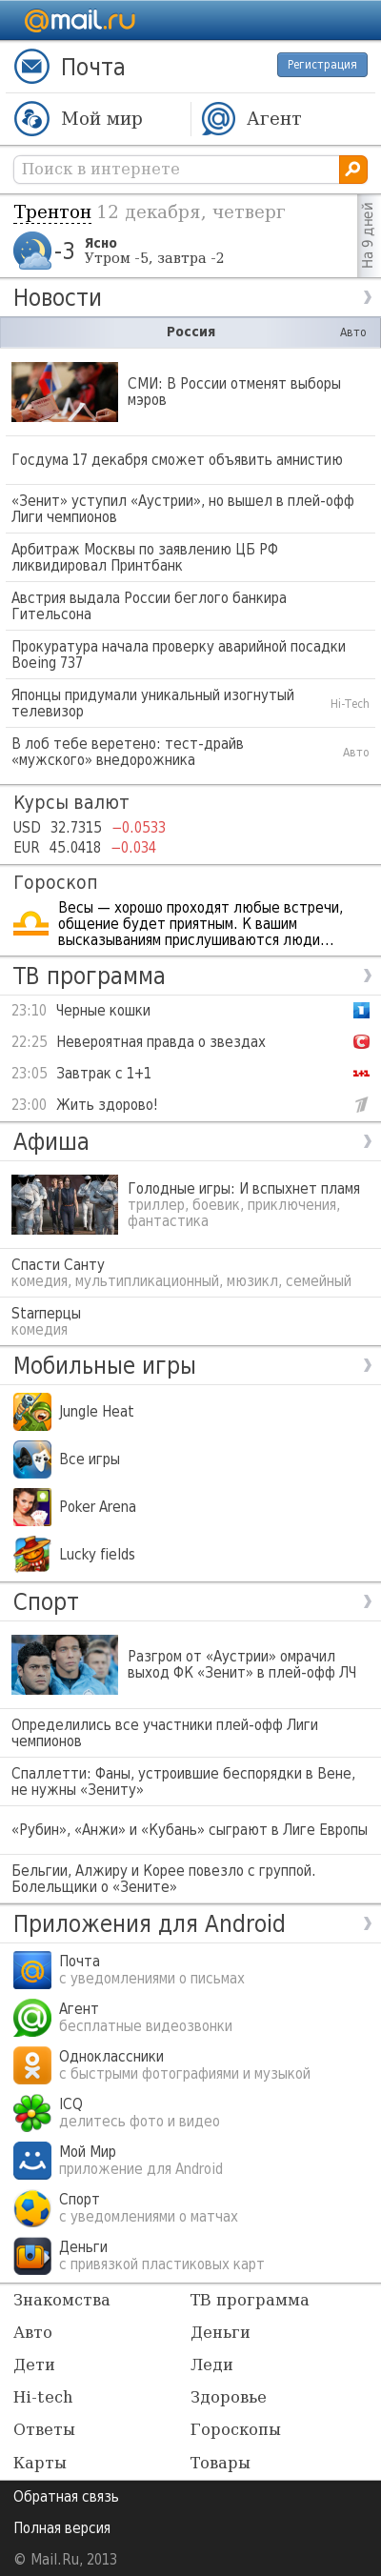 @mail.ru
Почта
Регистрация
Мой мир
Агент
Поиск в интернете
Трентон 12 декабря, четверг
-3
Ясно
Утром -5, завтра -2
На 9 дней
Новости
Россия
Авто
СМИ: В России отменят выборы
мэров
Госдума 17 декабря сможет объявить амнистию
«Зенит» уступил «Аустрии», но вышел в плей-офф
Лиги чемпионов
Арбитраж Москвы по заявлению ЦБ РФ
ликвидировал Принтбанк
Австрия выдала России беглого банкира
Гительсона
Прокуратура начала проверку аварийной посадки
Boeing 737
Японцы придумали уникальный изогнутый
телевизор
Hi-Tech
В лоб тебе веретено: тест-драйв
«мужского» внедорожника
Авто
Курсы валют
USD 32.7315 −0.0533
EUR 45.0418 −0.034
Гороскоп
Весы — хорошо проходят любые встречи,
общение будет приятным. К вашим
высказываниям прислушиваются люди...
ТВ программа
23:10 Черные кошки
22:25 Невероятная правда о звездах
23:05 Завтрак с 1+1
1+1
23:00 Жить здорово!
Афиша
Голодные игры: И вспыхнет пламя
триллер, боевик, приключения,
фантастика
Спасти Санту
комедия, мультипликационный, мюзикл, семейный
Starперцы
комедия
Мобильные игры
Jungle Heat
Все игры
Poker Arena
Lucky fields
Спорт
Разгром от «Аустрии» омрачил
выход ФК «Зенит» в плей-офф ЛЧ
Определились все участники плей-офф Лиги
чемпионов
Спаллетти: Фаны, устроившие беспорядки в Вене,
не нужны «Зениту»
«Рубин», «Анжи» и «Кубань» сыграют в Лиге Европы
Бельгии, Алжиру и Корее повезло с группой.
Болельщики о «Зените»
Приложения для Android
Почта
с уведомлениями о письмах
Агент
бесплатные видеозвонки
Одноклассники
с быстрыми фотографиями и музыкой
ICQ
делитесь фото и видео
Мой Мир
приложение для Android
Спорт
с уведомлениями о матчах
Деньги
с привязкой пластиковых карт
Знакомства
ТВ программа
Авто
Деньги
Дети
Леди
Hi-tech
Здоровье
Ответы
Гороскопы
Карты
Товары
Обратная связь
Полная версия
© Mail.Ru, 2013